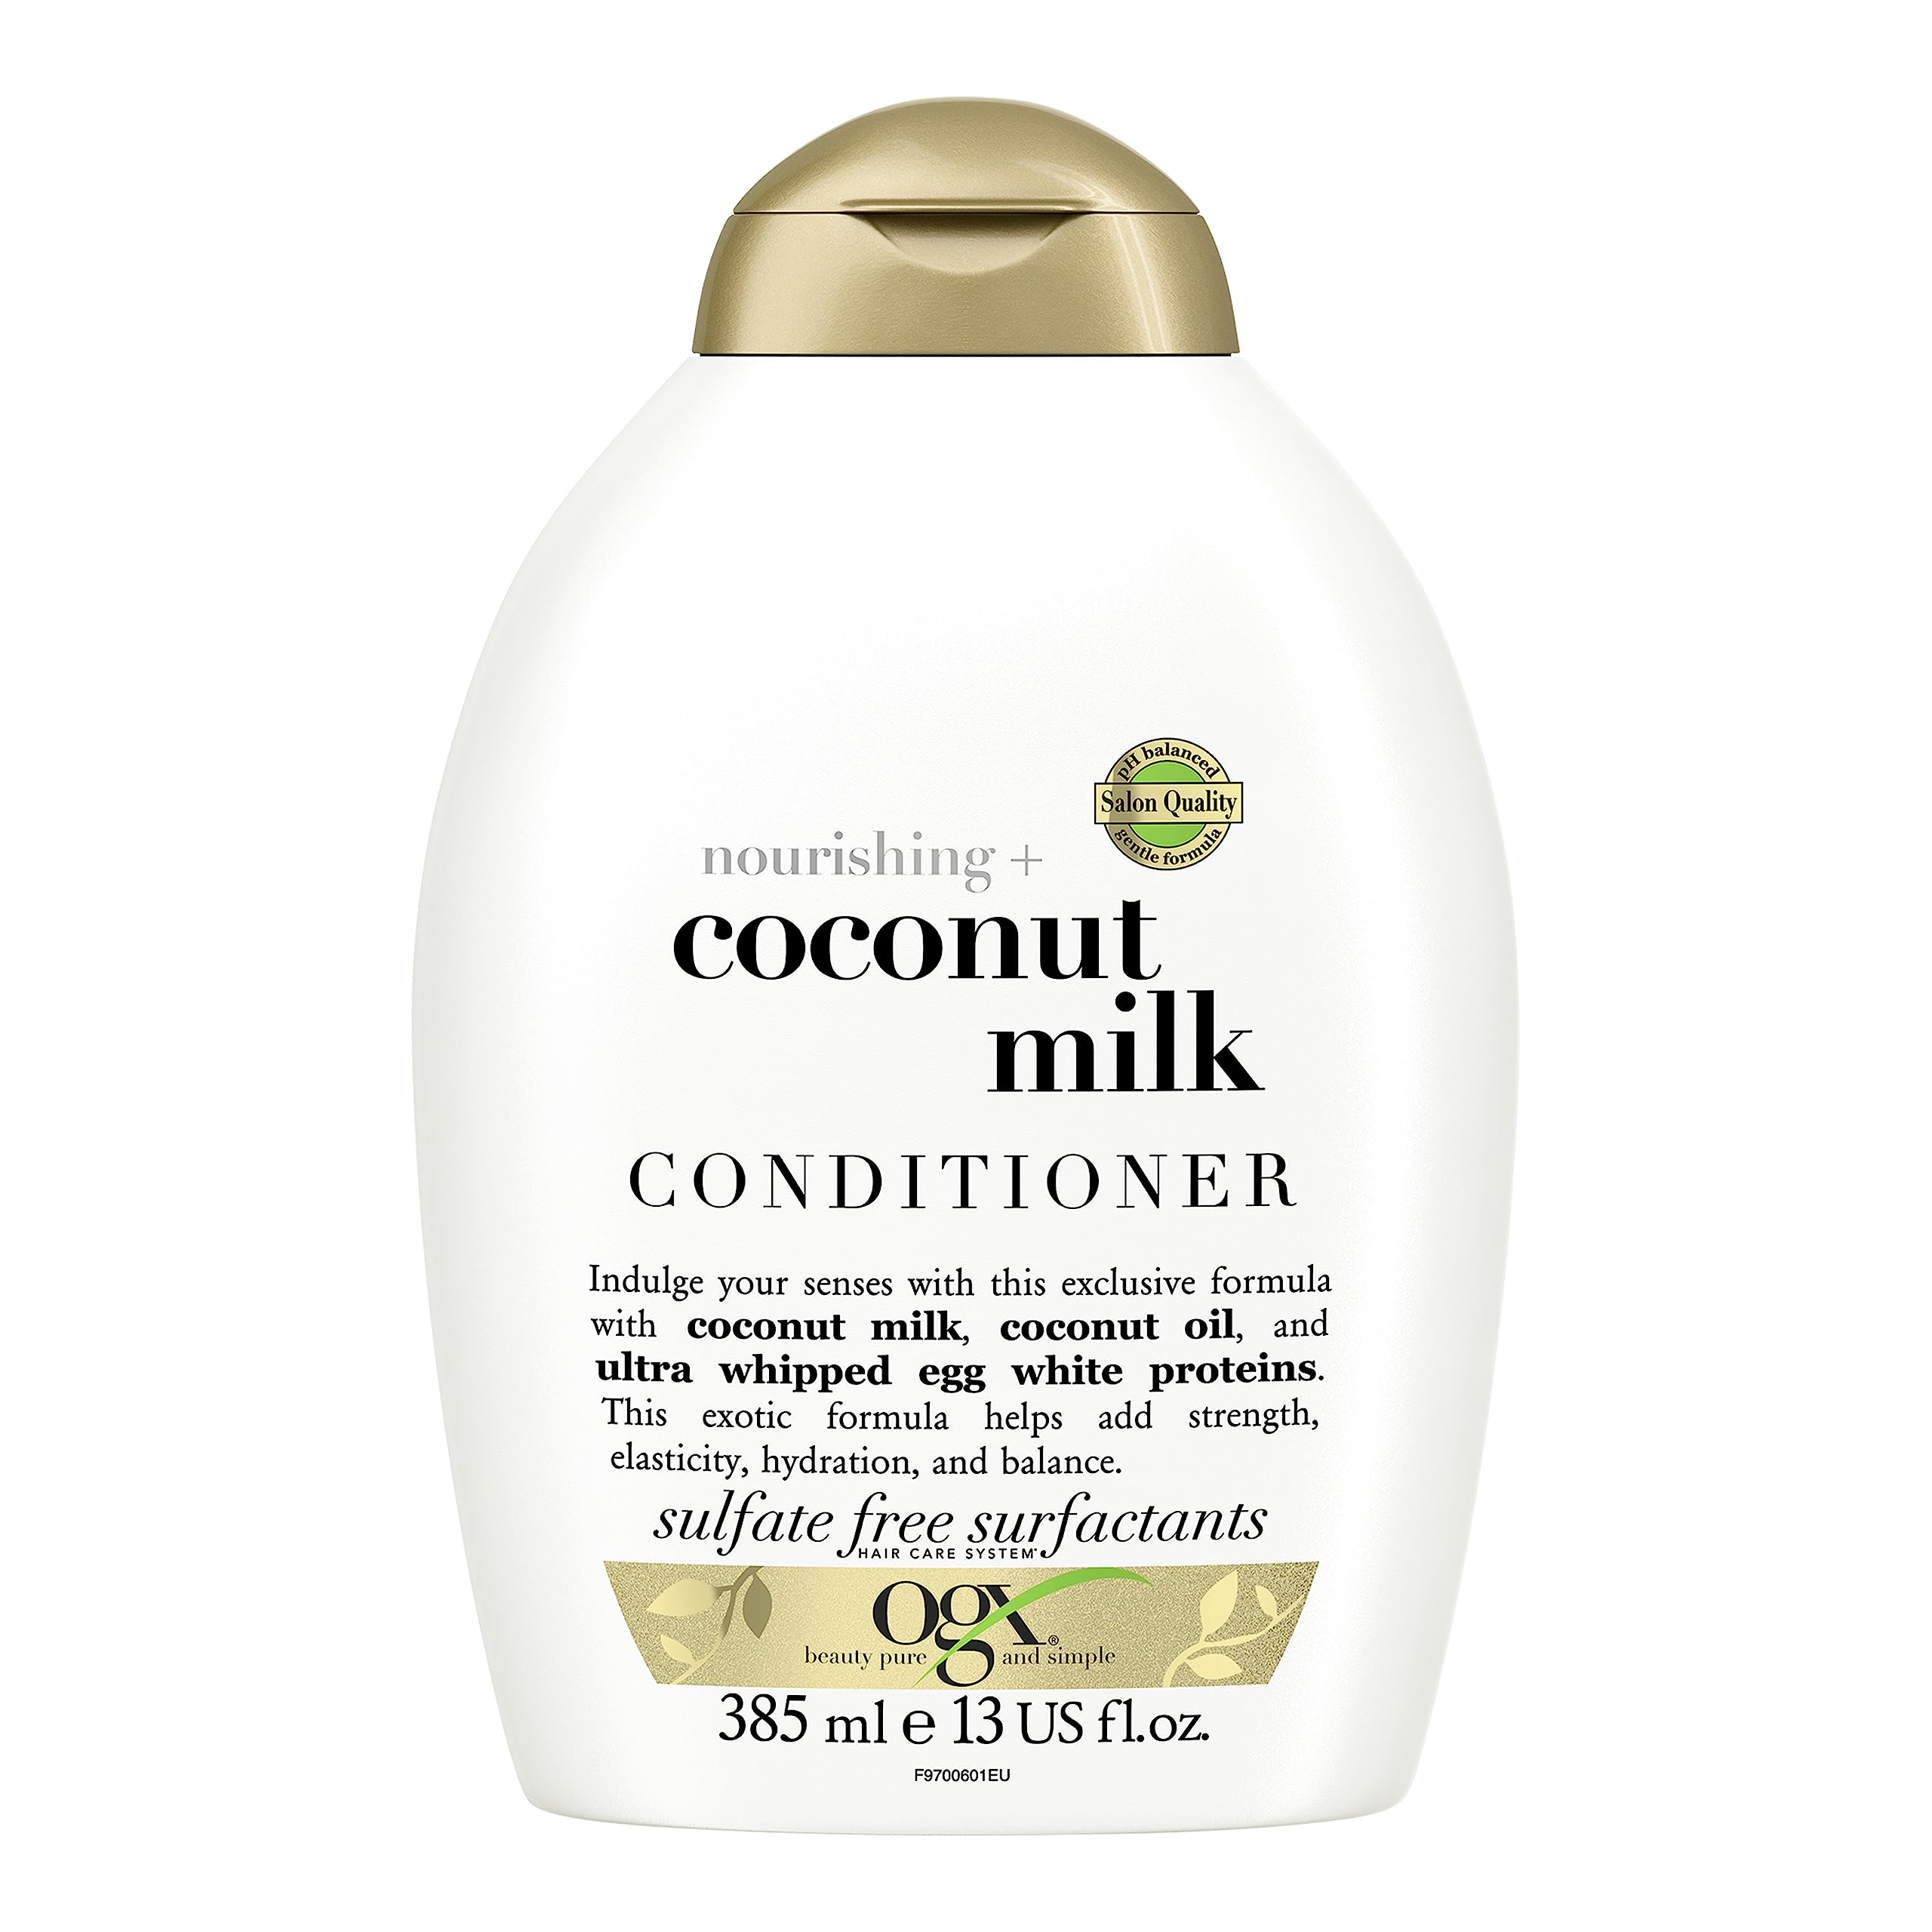 pH balanced
Salon Quality
gentle formula
nourishing +
coconut
milk
CONDITIONER
Indulge your senses with this exclusive formula
with coconut milk, coconut oil, and
ultra whipped egg white proteins.
This exotic formula helps add strength,
elasticity, hydration, and balance.
sulfate free surfactants
HAIR CARE SYSTEM
ogx®
beauty pure and simple
385 ml e 13 US fl.oz.
F9700601EU